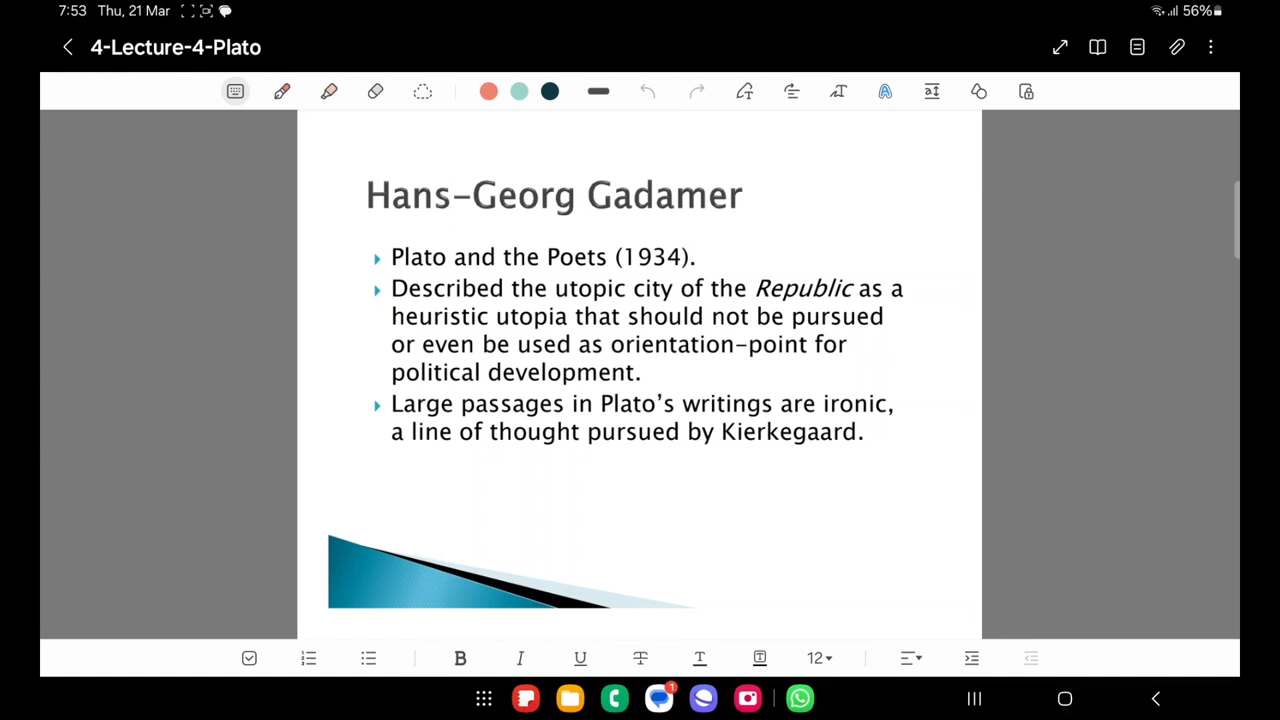 7:53 Thu, 21 Mar
56%
4-Lecture-4-Plato
Hans-Georg Gadamer
Plato and the Poets (1934).
Described the utopic city of the Republic as a
heuristic utopia that should not be pursued
or even be used as orientation-point for
political development.
Large passages in Plato's writings are ironic,
a line of thought pursued by Kierkegaard.
B I U T T T 12
1